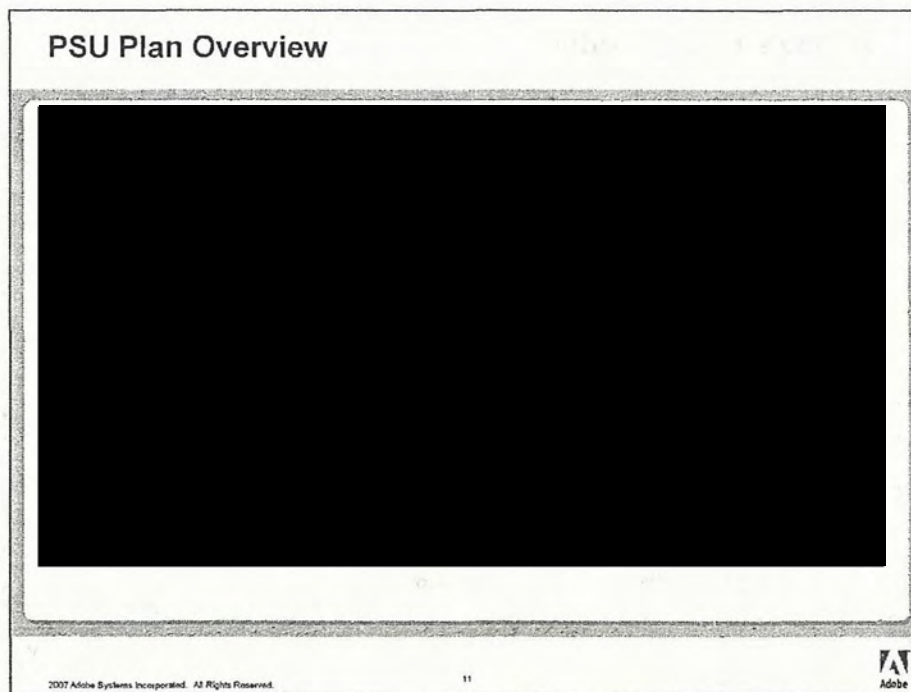 PSU Plan Overview
2007 Adobe Systems Incorporated. All Rights Reserved.
11
Adobe